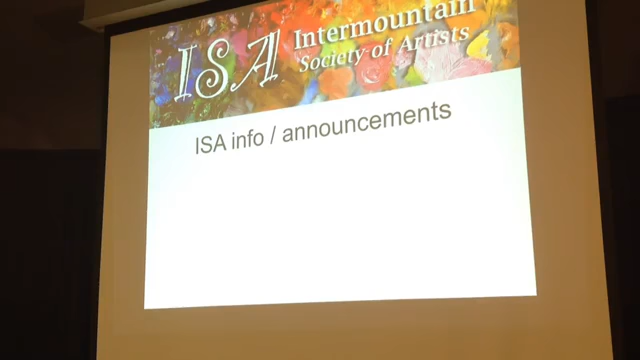 ISA Intermountain
Society of Artists
ISA info / announcements